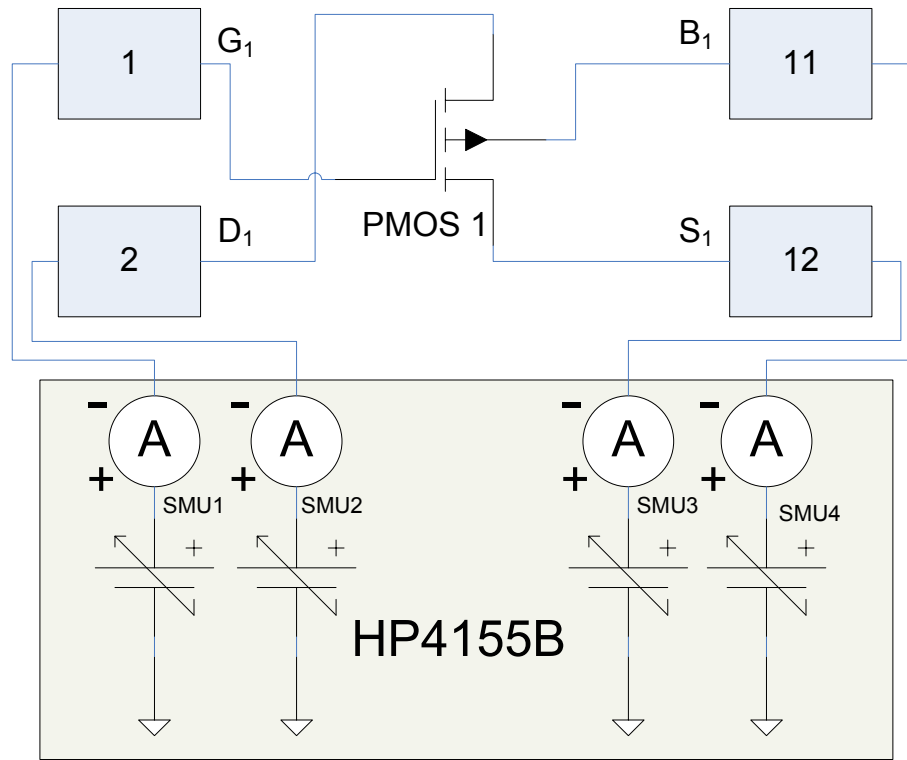 1
G₁
B₁
11
2
D₁
PMOS 1
S₁
12
- - - -
A A A A
+ + + +
SMU1 SMU2 SMU3 SMU4
+ + + +
HP4155B